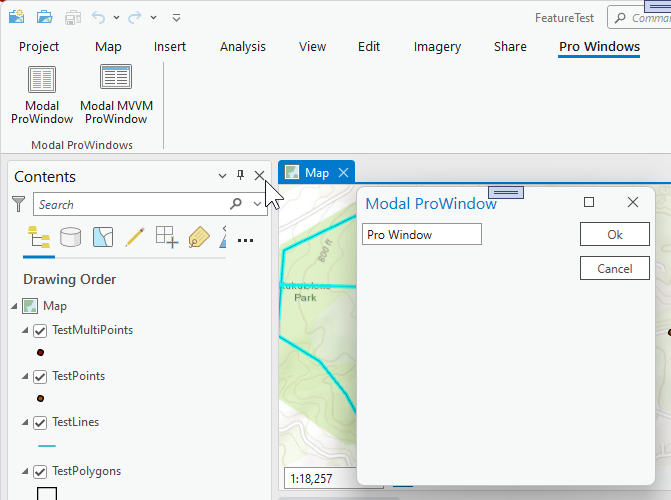 FeatureTest
Project Map Insert Analysis View Edit Imagery Share Pro Windows
Modal ProWindow
Modal MVVM ProWindow
Modal ProWindows
Contents
Search
Drawing Order
Map
TestMultiPoints
TestPoints
TestLines
TestPolygons
Map
800 ft
Park
1:18,257
Modal ProWindow
Pro Window
Ok
Cancel